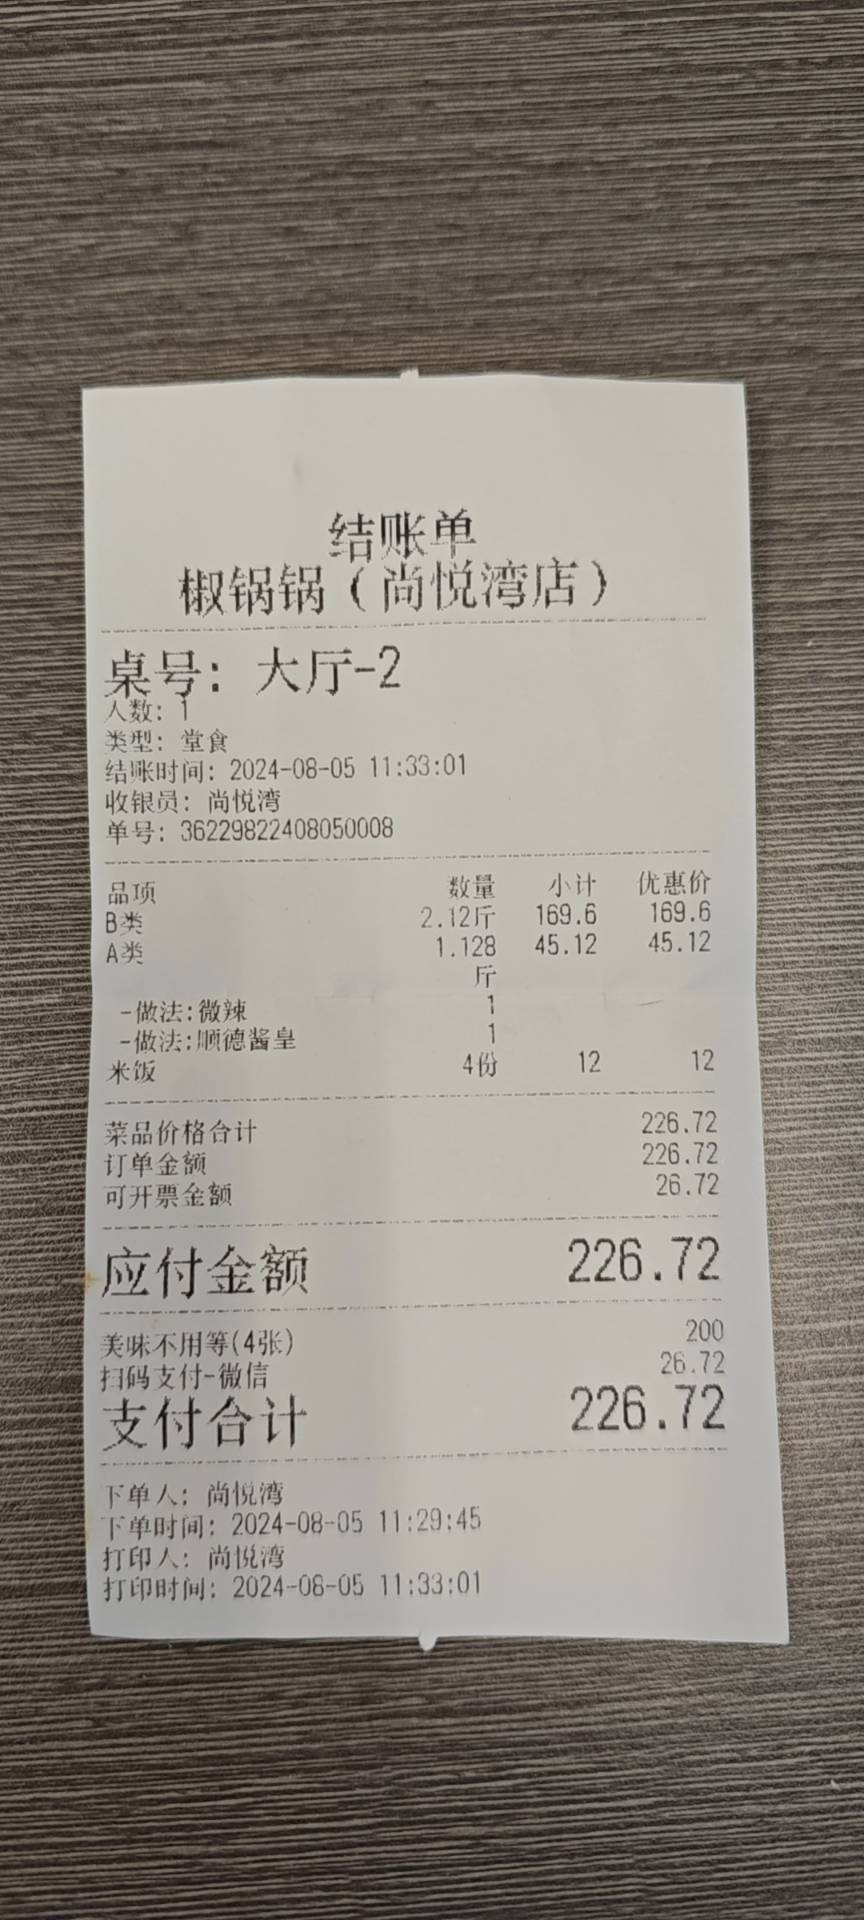 结账单
椒锅锅（尚悦湾店）
桌号：大厅-2
人数：1
类型：堂食
结账时间：2024-08-05 11:33:01
收银员：尚悦湾
单号：36229822408050008
品项 数量 小计 优惠价
B类 2.12斤 169.6 169.6
A类 1.128 45.12 45.12
斤
-做法:微辣 1
-做法:顺德酱皇 1
米饭 4份 12 12
菜品价格合计 226.72
订单金额 226.72
可开票金额 26.72
应付金额 226.72
美味不用等(4张) 200
扫码支付-微信 26.72
支付合计 226.72
下单人：尚悦湾
下单时间：2024-08-05 11:29:45
打印人：尚悦湾
打印时间：2024-08-05 11:33:01